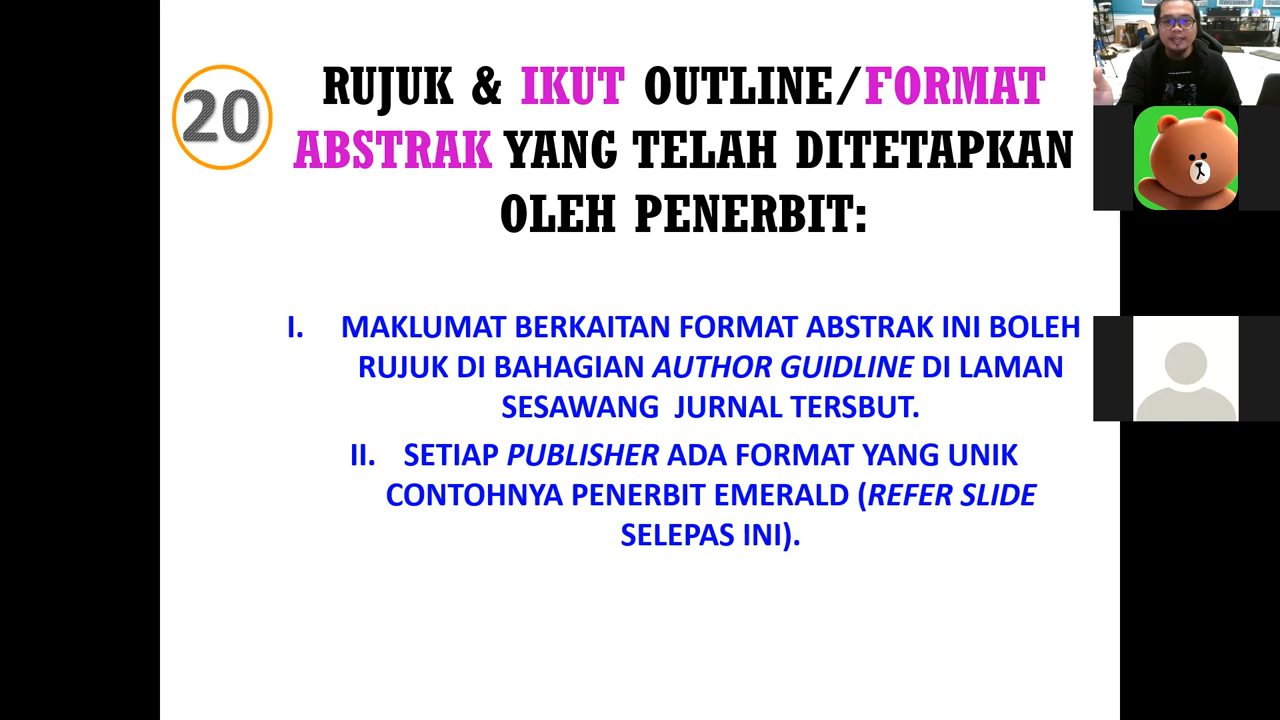 20
RUJUK & IKUT OUTLINE/FORMAT
ABSTRAK YANG TELAH DITETAPKAN
OLEH PENERBIT:
I. MAKLUMAT BERKAITAN FORMAT ABSTRAK INI BOLEH
RUJUK DI BAHAGIAN AUTHOR GUIDLINE DI LAMAN
SESAWANG JURNAL TERSBUT.
II. SETIAP PUBLISHER ADA FORMAT YANG UNIK
CONTOHNYA PENERBIT EMERALD (REFER SLIDE
SELEPAS INI).